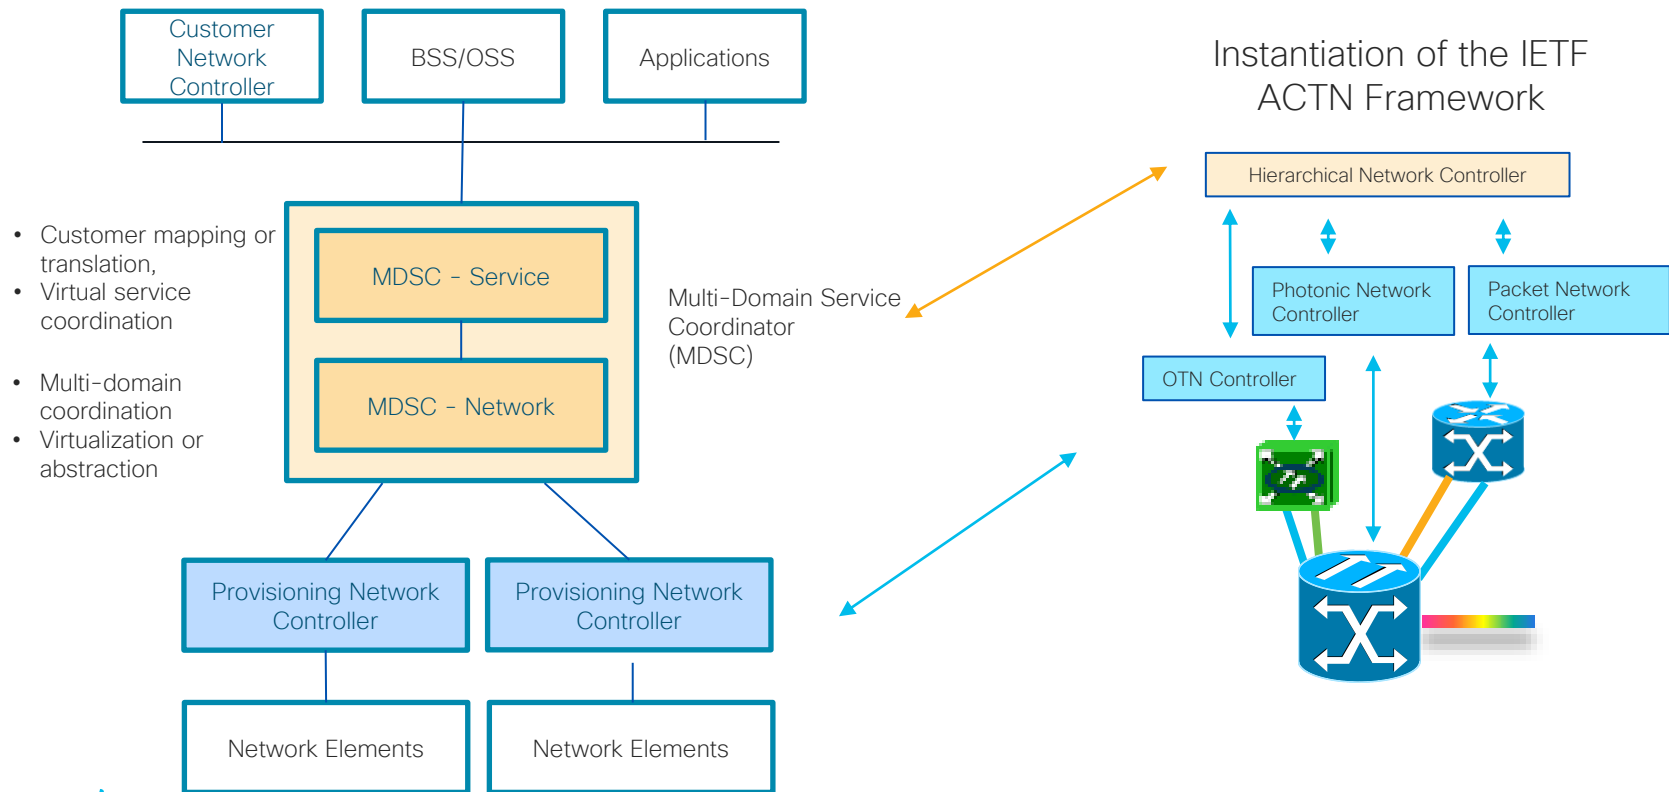 Customer
Network
Controller
BSS/OSS
Applications
Instantiation of the IETF
ACTN Framework
Hierarchical Network Controller
• Customer mapping or
translation,
• Virtual service
coordination
• Multi-domain
coordination
• Virtualization or
abstraction
MDSC - Service
MDSC - Network
Multi-Domain Service
Coordinator
(MDSC)
Photonic Network
Controller
Packet Network
Controller
OTN Controller
Provisioning Network
Controller
Provisioning Network
Controller
Network Elements
Network Elements